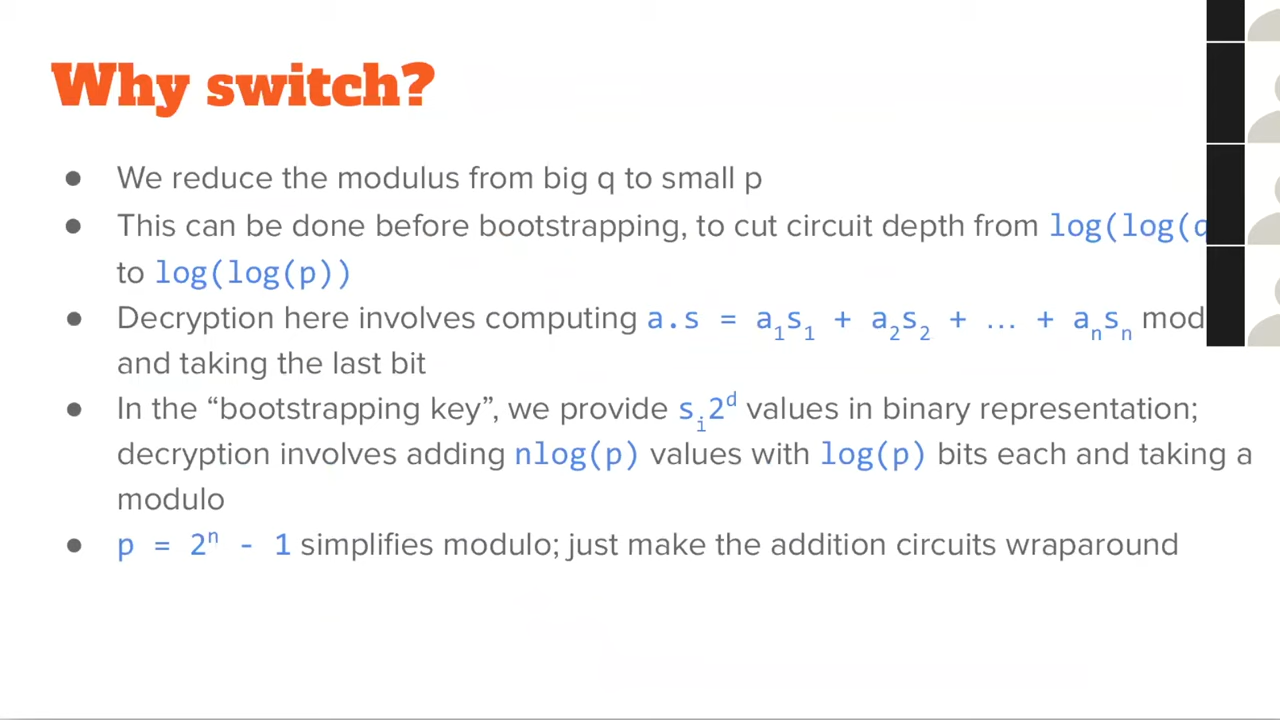 Why switch?
● We reduce the modulus from big q to small p
● This can be done before bootstrapping, to cut circuit depth from log(log(
to log(log(p))
● Decryption here involves computing a.s = a₁s₁ + a₂s₂ + … + aₙsₙ mod
and taking the last bit
● In the “bootstrapping key”, we provide sᵢ2ᵈ values in binary representation;
decryption involves adding nlog(p) values with log(p) bits each and taking a
modulo
● p = 2ⁿ - 1 simplifies modulo; just make the addition circuits wraparound